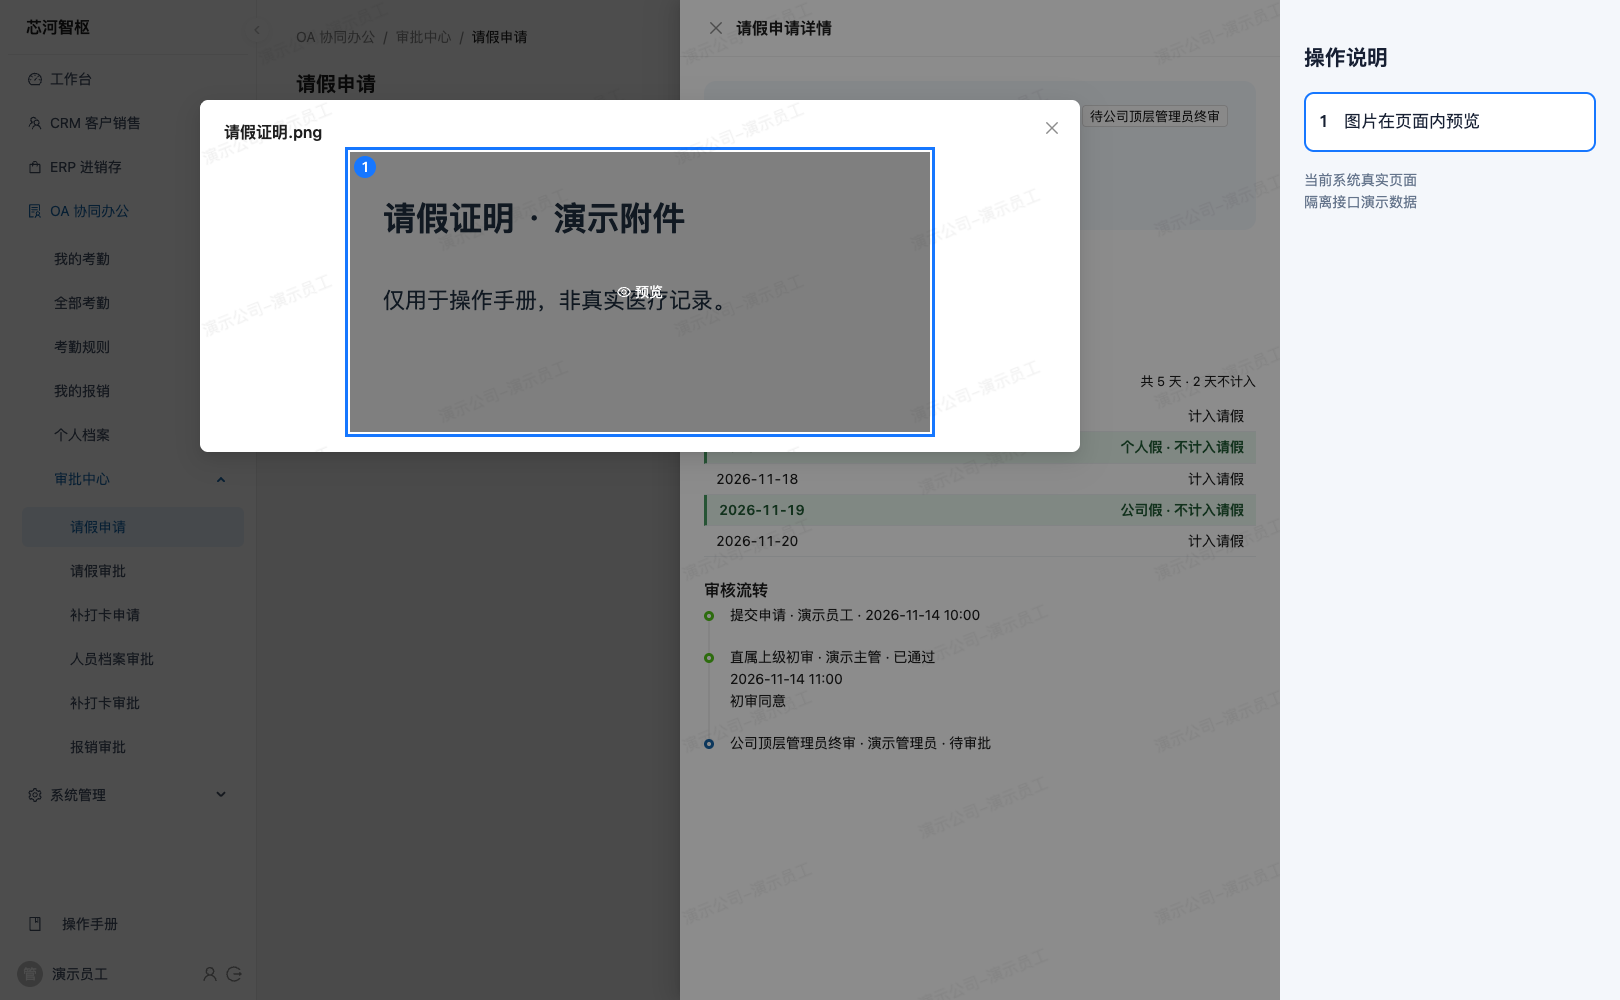 芯河智枢
工作台
CRM 客户销售
ERP 进销存
OA 协同办公
我的考勤
全部考勤
考勤规则
我的报销
个人档案
审批中心
请假申请
请假审批
补打卡申请
人员档案审批
补打卡审批
报销审批
系统管理
操作手册
管 演示员工
OA 协同办公 / 审批中心 / 请假申请
请假申请
请假申请详情
待公司顶层管理员终审
请假证明.png
1
请假证明 · 演示附件
仅用于操作手册，非真实医疗记录。
预览
共 5 天 · 2 天不计入
计入请假
个人假 · 不计入请假
2026-11-18 计入请假
2026-11-19 公司假 · 不计入请假
2026-11-20 计入请假
审核流转
提交申请 · 演示员工 · 2026-11-14 10:00
直属上级初审 · 演示主管 · 已通过
2026-11-14 11:00
初审同意
公司顶层管理员终审 · 演示管理员 · 待审批
操作说明
1 图片在页面内预览
当前系统真实页面
隔离接口演示数据
演示公司-演示员工